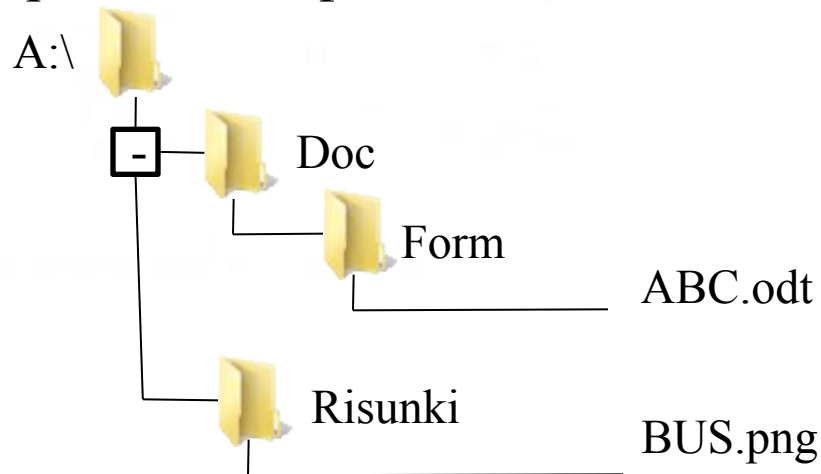 A:\
-
Doc
Form
ABC.odt
Risunki
BUS.png